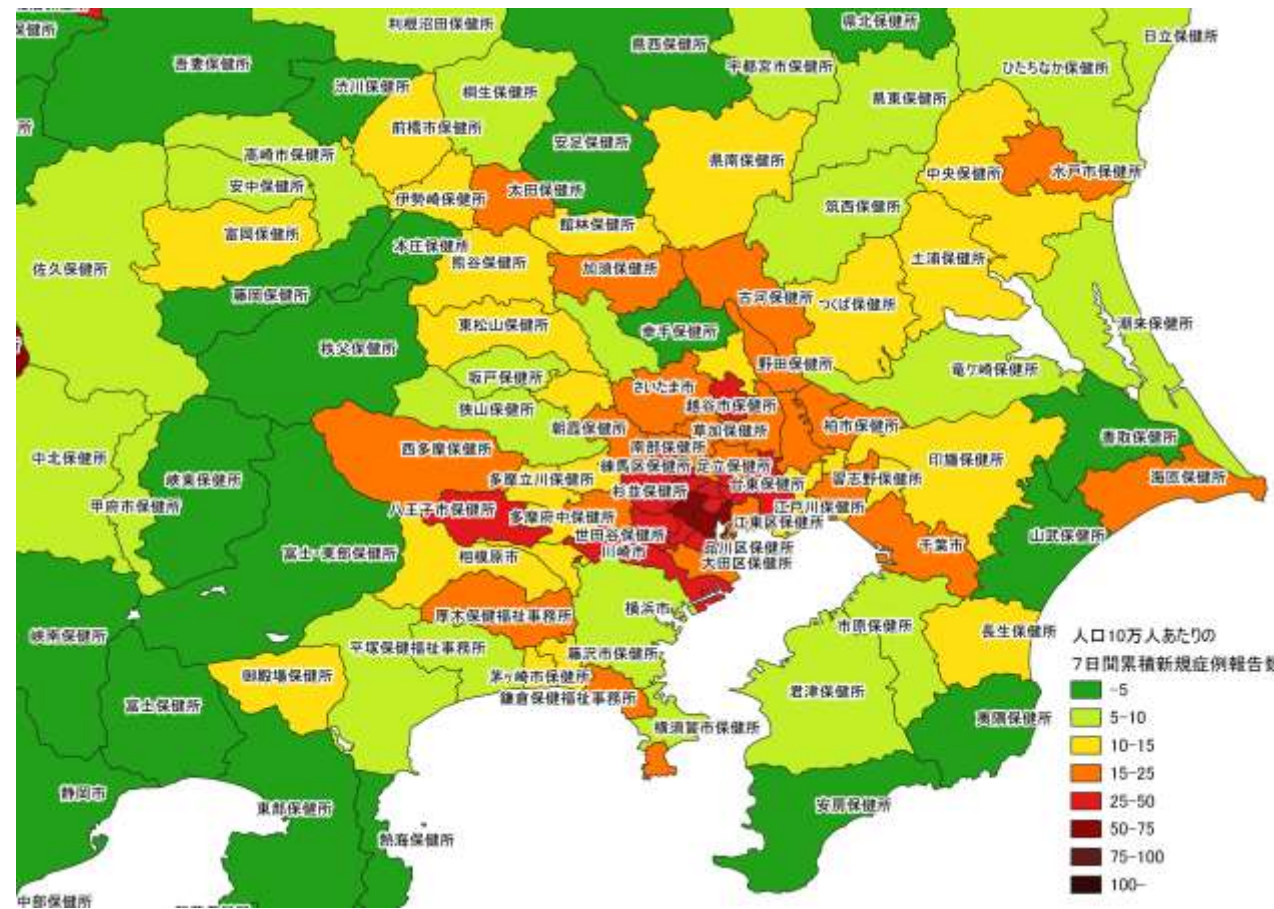 利根沼田保健所
県北保健所
日立保健所
保健所
県西保健所
吾妻保健所
宇都宮市保健所
ひたちなか保健所
渋川保健所
桐生保健所
県東保健所
所
前橋市保健所
安足保健所
高崎市保健所
県南保健所
中央保健所
水戸市保健所
安中保健所
太田保健所
伊勢崎保健所
筑西保健所
館林保健所
富岡保健所
本庄保健所
土浦保健所
佐久保健所
熊谷保健所
加須保健所
藤岡保健所
古河保健所
つくば保健所
東松山保健所
幸手保健所
潮来保健所
秩父保健所
野田保健所
竜ケ崎保健所
坂戸保健所
さいたま市
狭山保健所
越谷市保健所
朝霞保健所
草加保健所
柏市保健所
香取保健所
西多摩保健所
南部保健所
中北保健所
印旛保健所
練馬区保健所
足立保健所
峡東保健所
多摩立川保健所
台東保健所
習志野保健所
海匝保健所
杉並保健所
甲府市保健所
八王子市保健所
多摩府中保健所
江戸川保健所
江東区保健所
世田谷保健所
山武保健所
富士・東部保健所
川崎市
品川区保健所
千葉市
相模原市
大田区保健所
横浜市
厚木保健福祉事務所
市原保健所
長生保健所
峡南保健所
平塚保健福祉事務所
藤沢市保健所
御殿場保健所
茅ヶ崎市保健所
君津保健所
鎌倉保健福祉事務所
富士保健所
夷隅保健所
横須賀市保健所
静岡市
東部保健所
安房保健所
熱海保健所
中部保健所
人口10万人あたりの
7日間累積新規症例報告数
-5
5-10
10-15
15-25
25-50
50-75
75-100
100-